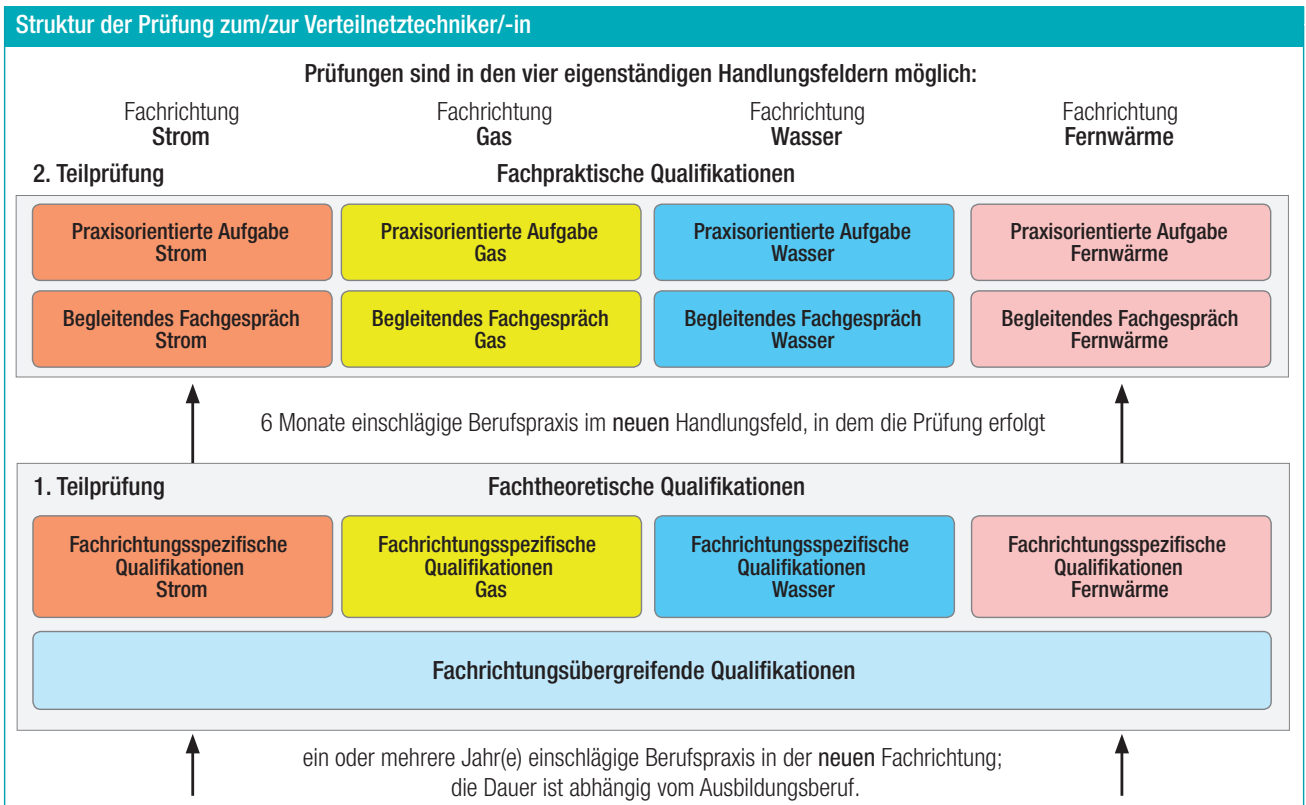 Struktur der Prüfung zum/zur Verteilnetztechniker/-in
Prüfungen sind in den vier eigenständigen Handlungsfeldern möglich:
Fachrichtung
Strom
Fachrichtung
Gas
Fachrichtung
Wasser
Fachrichtung
Fernwärme
2. Teilprüfung
Fachpraktische Qualifikationen
Praxisorientierte Aufgabe
Strom
Praxisorientierte Aufgabe
Gas
Praxisorientierte Aufgabe
Wasser
Praxisorientierte Aufgabe
Fernwärme
Begleitendes Fachgespräch
Strom
Begleitendes Fachgespräch
Gas
Begleitendes Fachgespräch
Wasser
Begleitendes Fachgespräch
Fernwärme
6 Monate einschlägige Berufspraxis im neuen Handlungsfeld, in dem die Prüfung erfolgt
1. Teilprüfung
Fachtheoretische Qualifikationen
Fachrichtungsspezifische
Qualifikationen
Strom
Fachrichtungsspezifische
Qualifikationen
Gas
Fachrichtungsspezifische
Qualifikationen
Wasser
Fachrichtungsspezifische
Qualifikationen
Fernwärme
Fachrichtungsübergreifende Qualifikationen
ein oder mehrere Jahr(e) einschlägige Berufspraxis in der neuen Fachrichtung;
die Dauer ist abhängig vom Ausbildungsberuf.